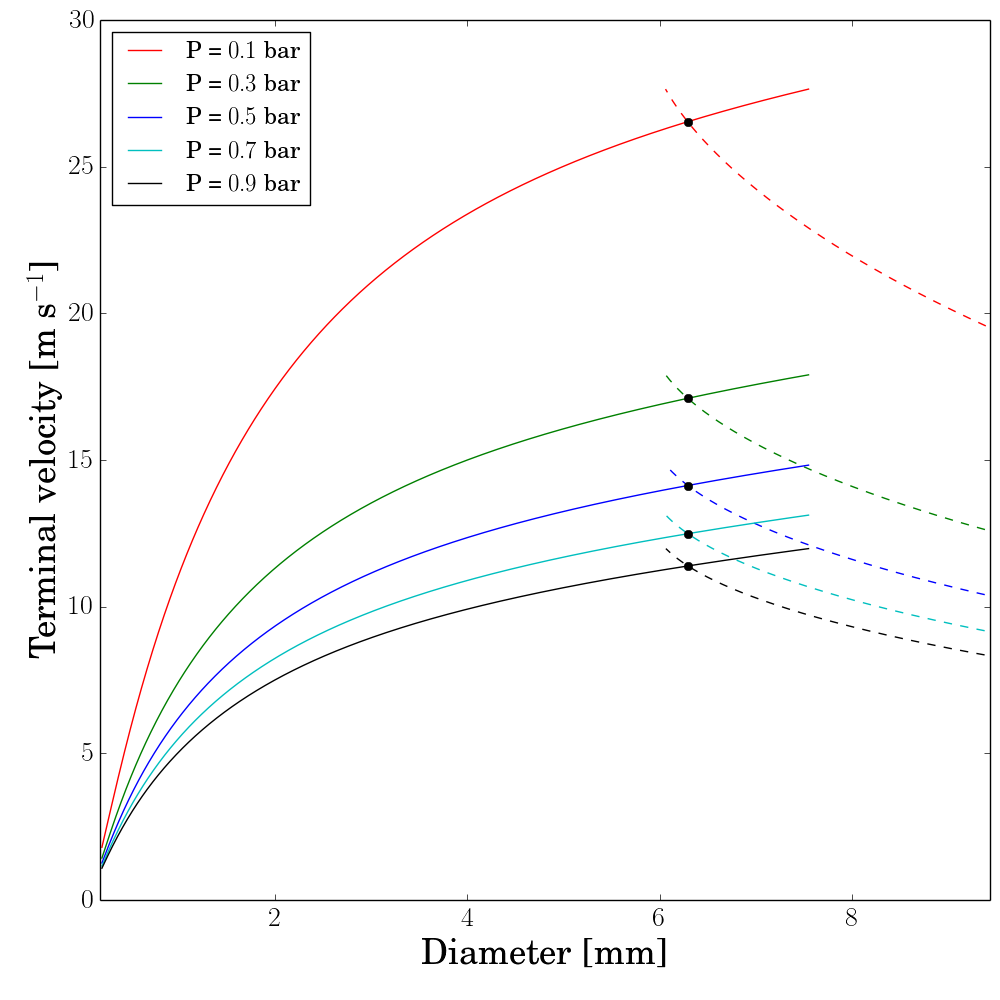 30
25
20
15
10
5
0
2 4 6 8
Terminal velocity [m s⁻¹]
Diameter [mm]
P = 0.1 bar
P = 0.3 bar
P = 0.5 bar
P = 0.7 bar
P = 0.9 bar